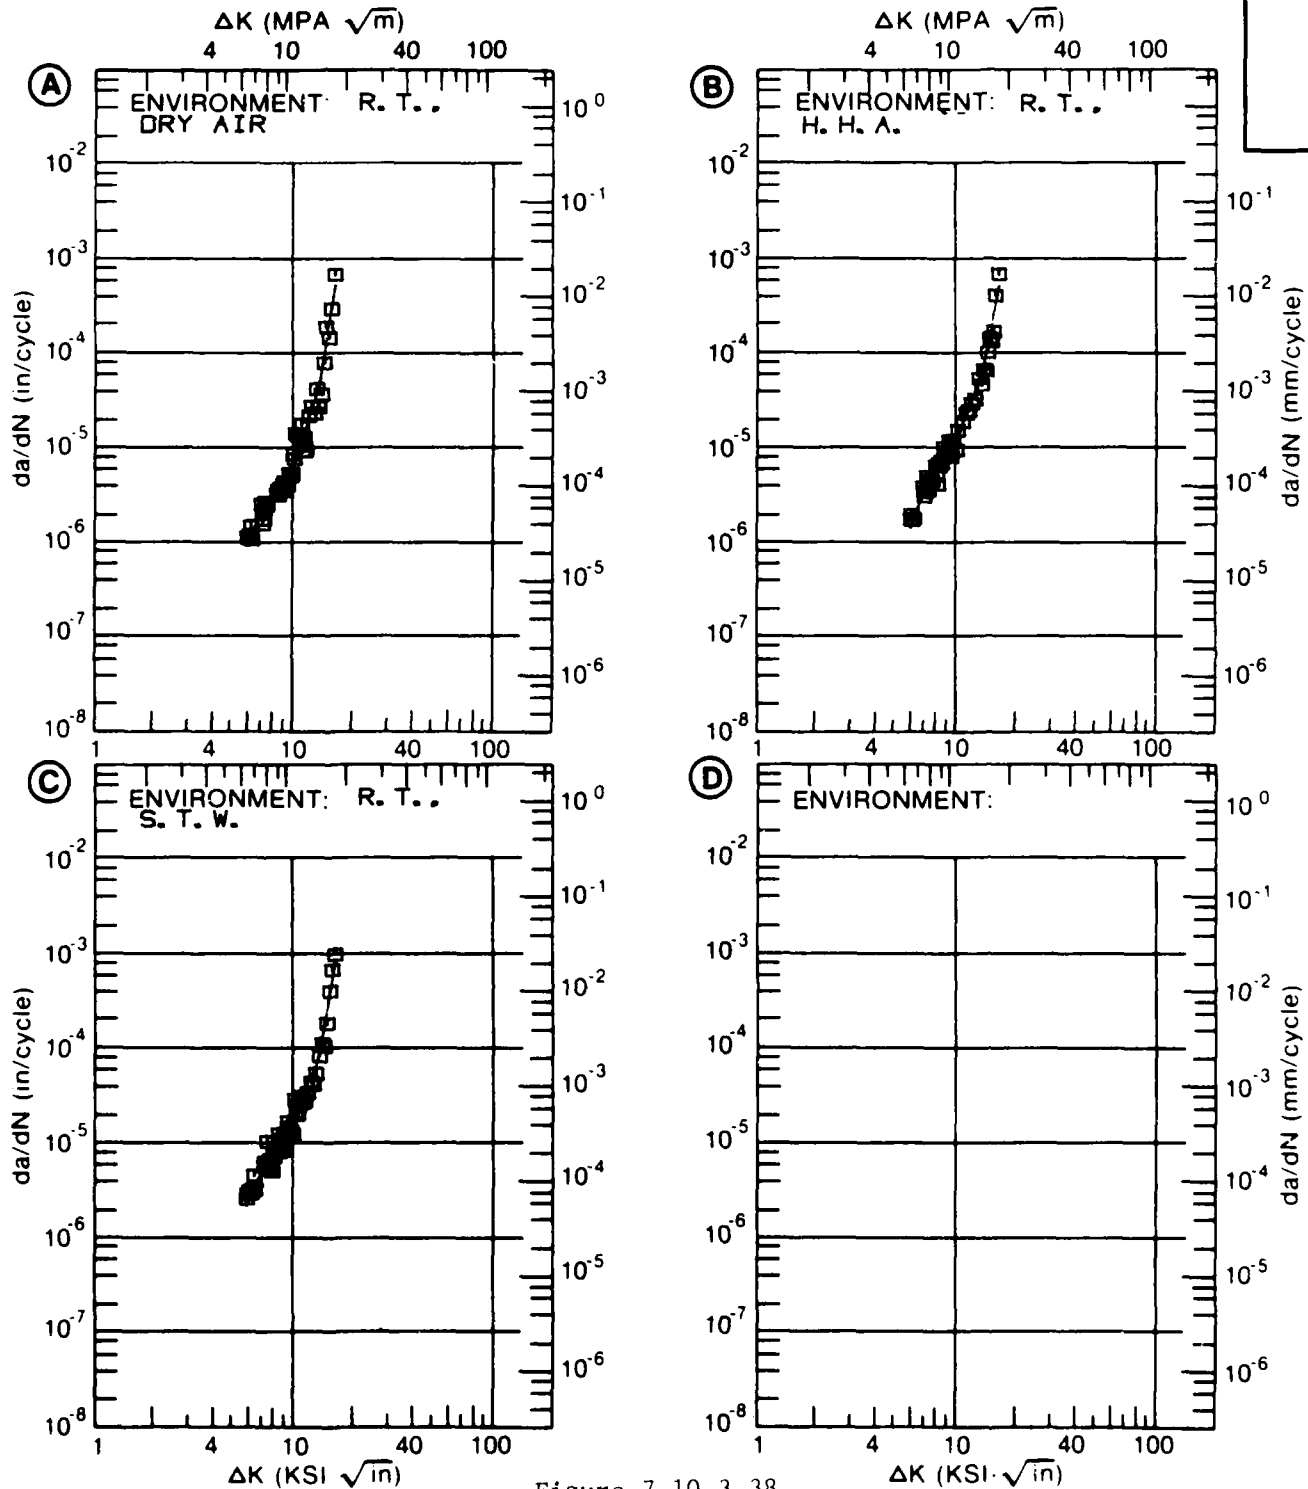 ΔK (MPA √m)
4 10 40 100
ΔK (MPA √m)
4 10 40 100
A
ENVIRONMENT: R. T.,
DRY AIR
10^-2
10^-3
10^-4
10^-5
10^-6
10^-7
10^-8
10^0
10^-1
10^-2
10^-3
10^-4
10^-5
10^-6
da/dN (in/cycle)
1 4 10 40 100
B
ENVIRONMENT: R. T.,
H. H. A.
10^-2
10^-3
10^-4
10^-5
10^-6
10^-7
10^-8
10^-1
10^-2
10^-3
10^-4
10^-5
10^-6
da/dN (mm/cycle)
1 4 10 40 100
C
ENVIRONMENT: R. T.,
S. T. W.
10^-2
10^-3
10^-4
10^-5
10^-6
10^-7
10^-8
10^0
10^-1
10^-2
10^-3
10^-4
10^-5
10^-6
da/dN (in/cycle)
1 4 10 40 100
ΔK (KSI √in)
D
ENVIRONMENT:
10^-2
10^-3
10^-4
10^-5
10^-6
10^-7
10^-8
10^0
10^-1
10^-2
10^-3
10^-4
10^-5
10^-6
da/dN (mm/cycle)
1 4 10 40 100
ΔK (KSI·√in)
Figure 7.10.3.38